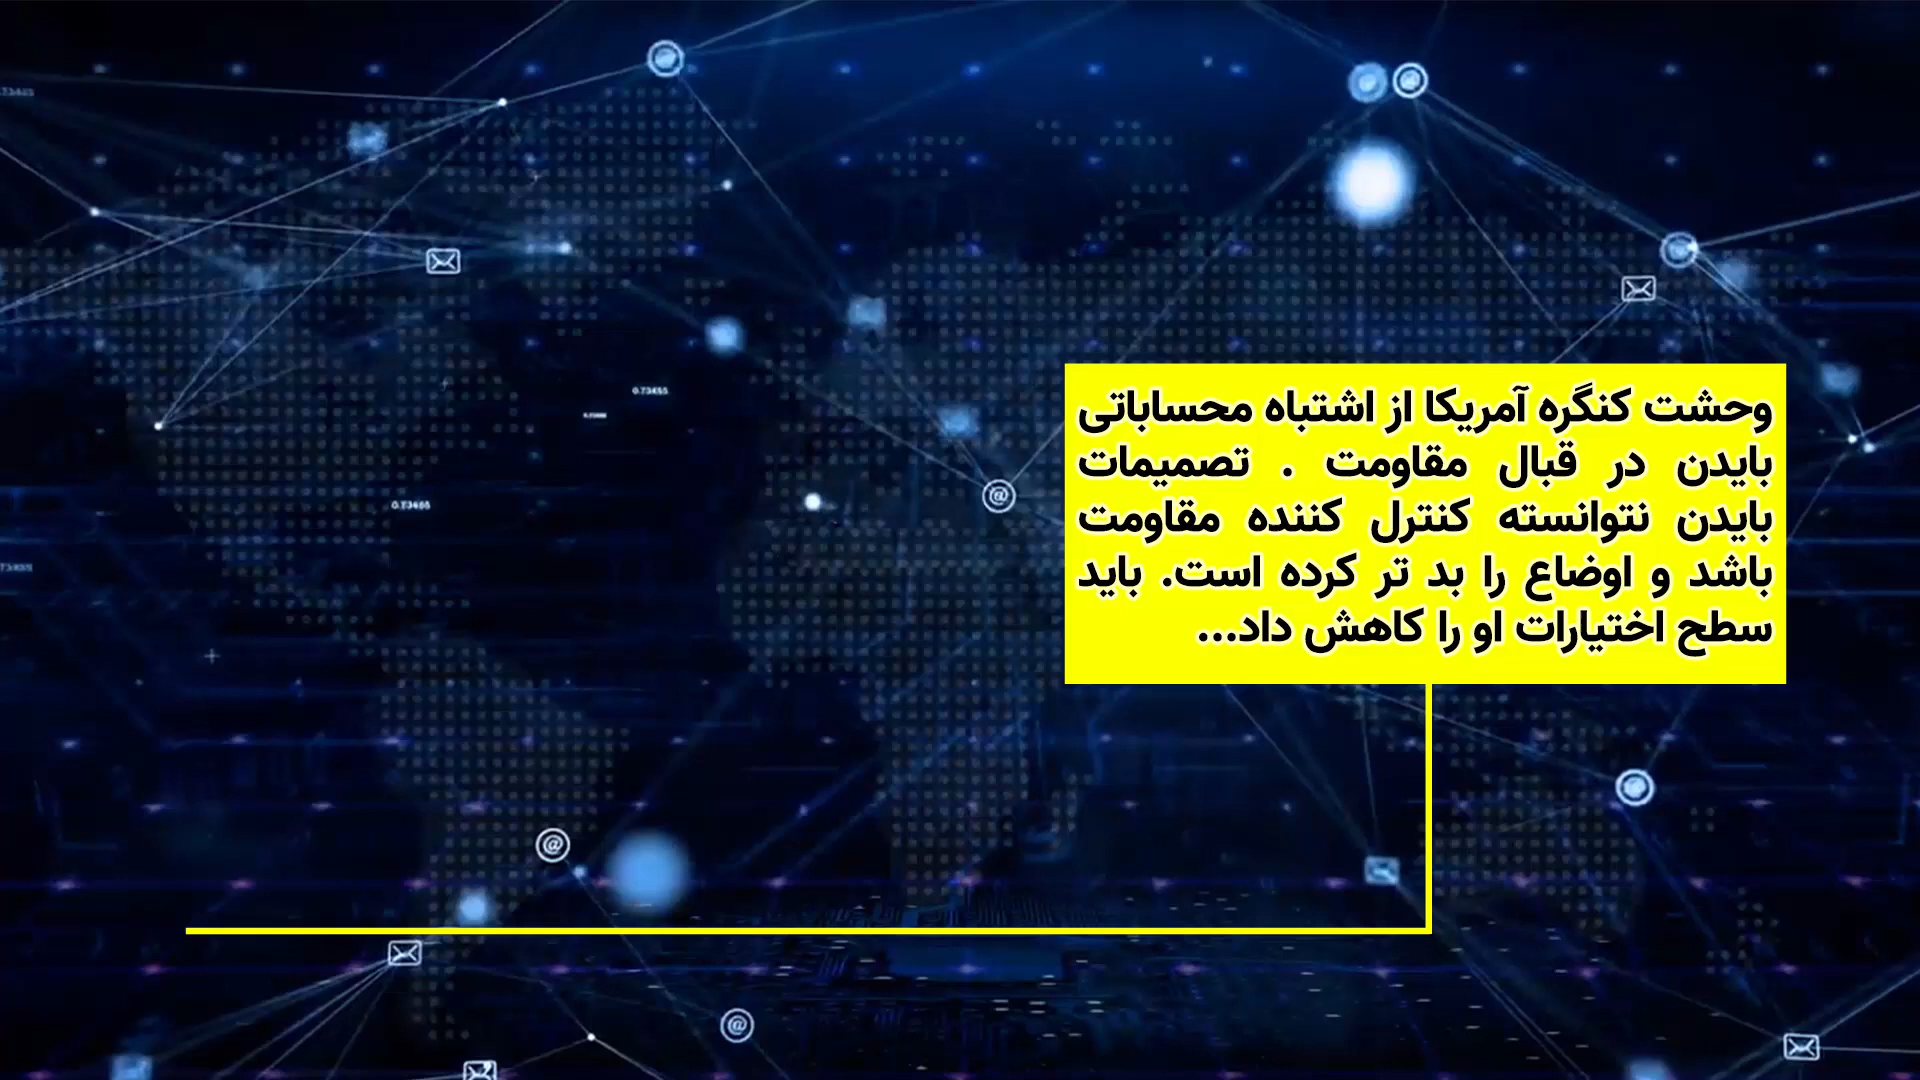 وحشت کنگره آمریکا از اشتباه محساباتی
بایدن در قبال مقاومت . تصمیمات
بایدن نتوانسته کنترل کننده مقاومت
باشد و اوضاع را بد تر کرده است. باید
سطح اختیارات او را کاهش داد...